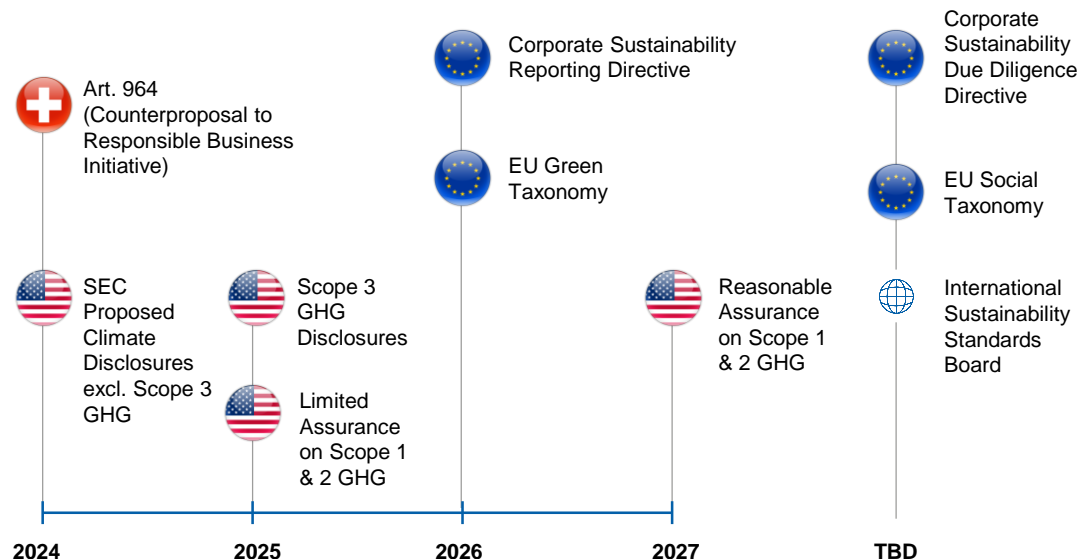 Art. 964
(Counterproposal to
Responsible Business
Initiative)
SEC
Proposed
Climate
Disclosures
excl. Scope 3
GHG
Scope 3
GHG
Disclosures
Limited
Assurance
on Scope 1
& 2 GHG
Corporate Sustainability
Reporting Directive
EU Green
Taxonomy
Reasonable
Assurance
on Scope 1
& 2 GHG
Corporate
Sustainability
Due Diligence
Directive
EU Social
Taxonomy
International
Sustainability
Standards
Board
2024
2025
2026
2027
TBD